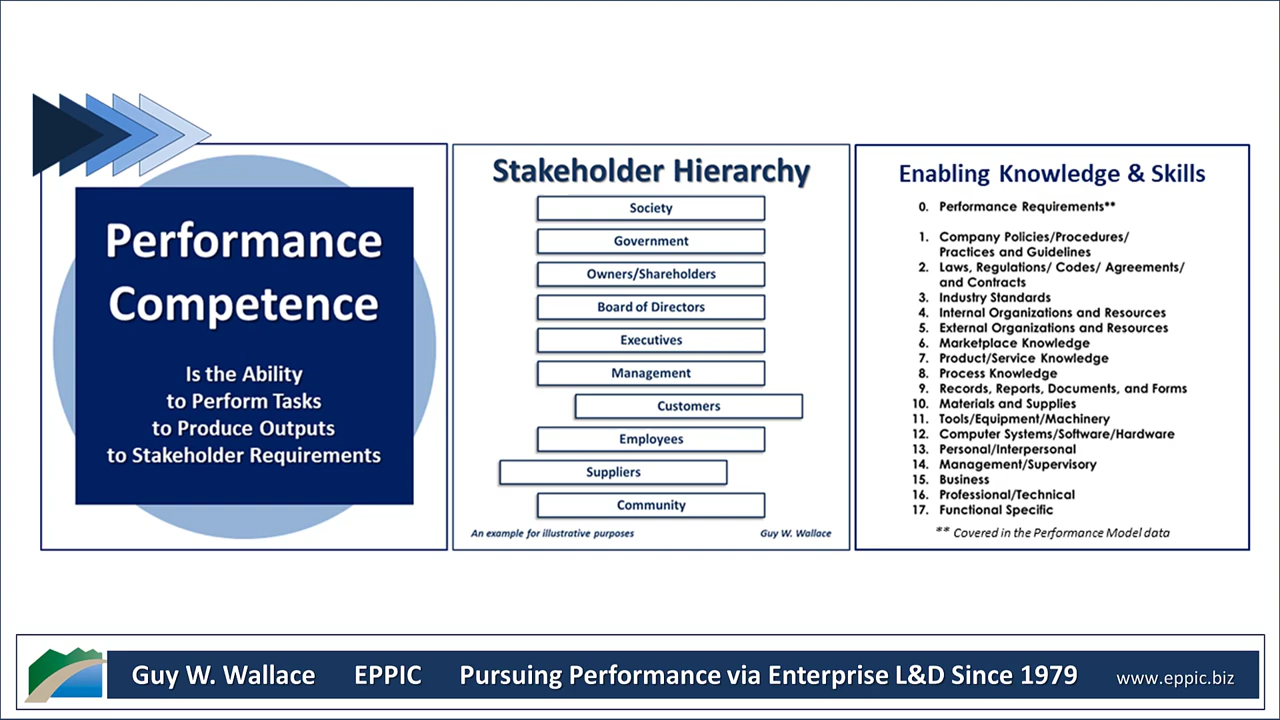 Performance
Competence
Is the Ability
to Perform Tasks
to Produce Outputs
to Stakeholder Requirements
Stakeholder Hierarchy
Society
Government
Owners/Shareholders
Board of Directors
Executives
Management
Customers
Employees
Suppliers
Community
An example for illustrative purposes Guy W. Wallace
Enabling Knowledge & Skills
0. Performance Requirements**
1. Company Policies/Procedures/
Practices and Guidelines
2. Laws, Regulations/ Codes/ Agreements/
and Contracts
3. Industry Standards
4. Internal Organizations and Resources
5. External Organizations and Resources
6. Marketplace Knowledge
7. Product/Service Knowledge
8. Process Knowledge
9. Records, Reports, Documents, and Forms
10. Materials and Supplies
11. Tools/Equipment/Machinery
12. Computer Systems/Software/Hardware
13. Personal/Interpersonal
14. Management/Supervisory
15. Business
16. Professional/Technical
17. Functional Specific
** Covered in the Performance Model data
Guy W. Wallace EPPIC Pursuing Performance via Enterprise L&D Since 1979 www.eppic.biz